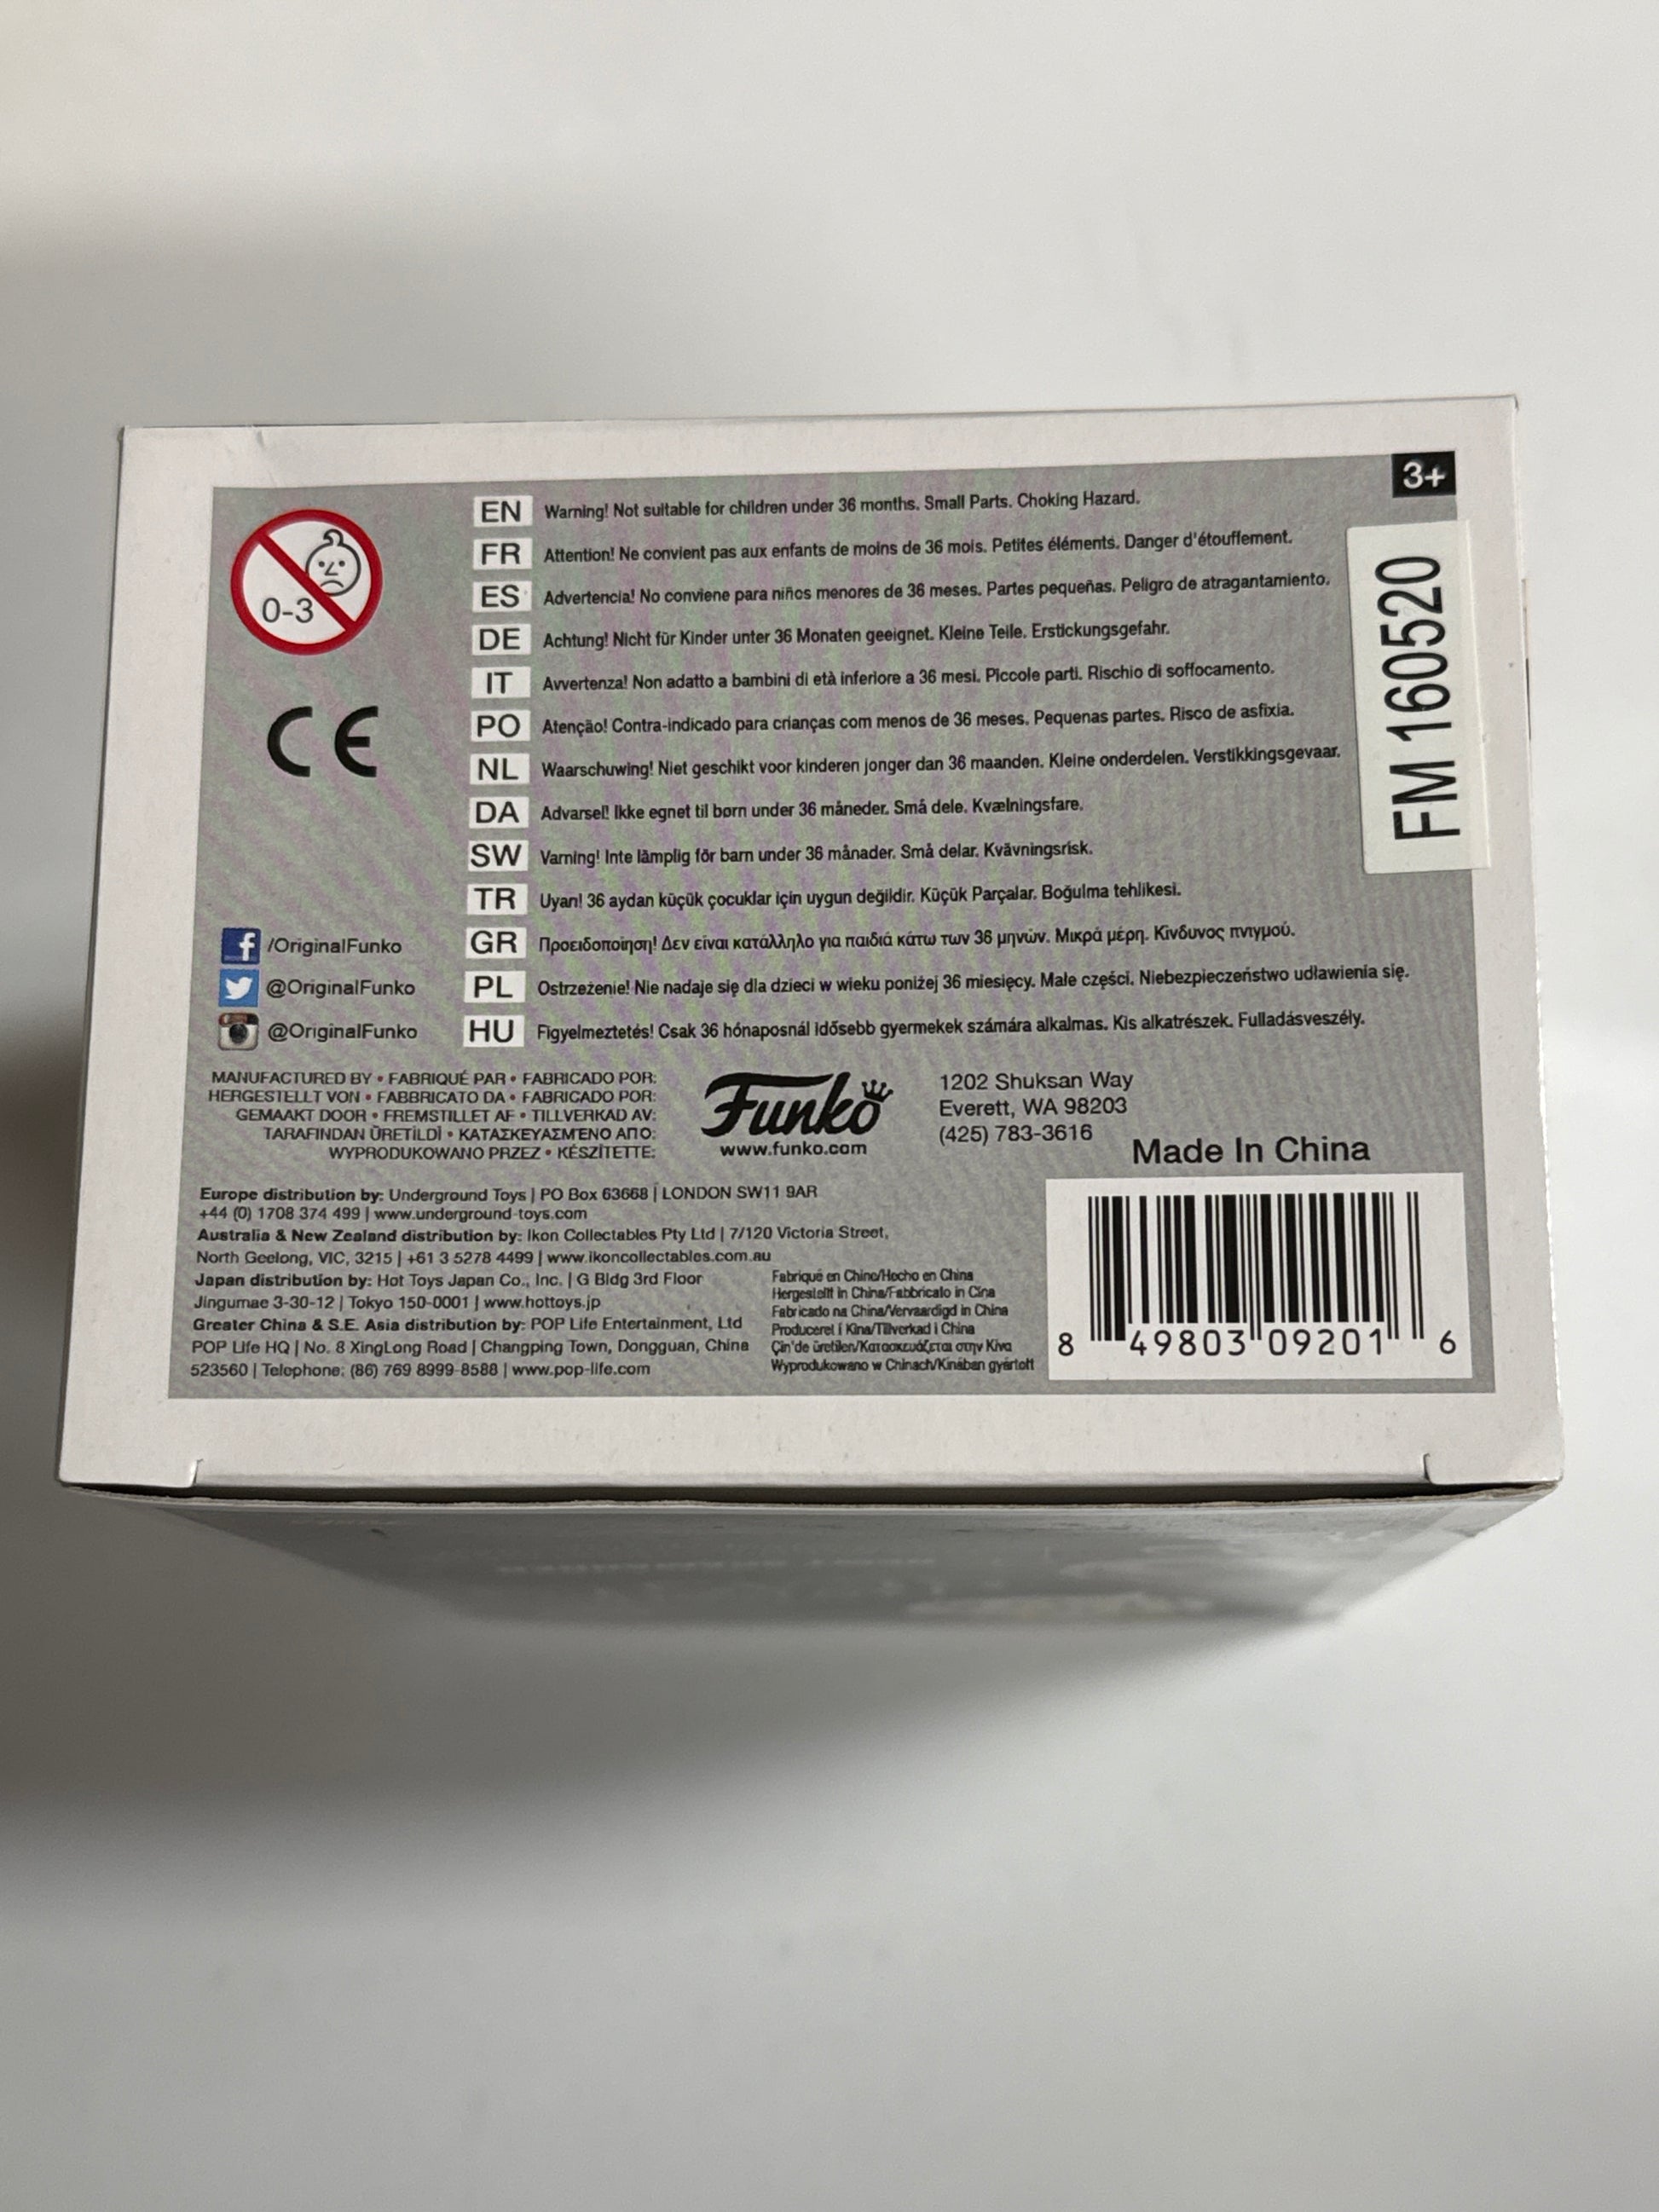 3+
0-3
CE
EN Warning! Not suitable for children under 36 months. Small Parts. Choking Hazard.
FR Attention! Ne convient pas aux enfants de moins de 36 mois. Petites éléments. Danger d'étouffement.
ES Advertencia! No conviene para niños menores de 36 meses. Partes pequeñas. Peligro de atragantamiento.
DE Achtung! Nicht für Kinder unter 36 Monaten geeignet. Kleine Teile. Erstickungsgefahr.
IT Avvertenza! Non adatto a bambini di età inferiore a 36 mesi. Piccole parti. Rischio di soffocamento.
PO Atenção! Contra-indicado para crianças com menos de 36 meses. Pequenas partes. Risco de asfixia.
NL Waarschuwing! Niet geschikt voor kinderen jonger dan 36 maanden. Kleine onderdelen. Verstikkingsgevaar.
DA Advarsel! Ikke egnet til børn under 36 måneder. Små dele. Kvælningsfare.
SW Varning! Inte lämplig för barn under 36 månader. Små delar. Kvävningsrisk.
TR Uyarı! 36 aydan küçük çocuklar için uygun değildir. Küçük Parçalar. Boğulma tehlikesi.
GR Προειδοποίηση! Δεν είναι κατάλληλο για παιδιά κάτω των 36 μηνών. Μικρά μέρη. Κίνδυνος πνιγμού.
PL Ostrzeżenie! Nie nadaje się dla dzieci w wieku poniżej 36 miesięcy. Małe części. Niebezpieczeństwo udławienia się.
HU Figyelmeztetés! Csak 36 hónaposnál idősebb gyermekek számára alkalmas. Kis alkatrészek. Fulladásveszély.
FM 160520
/OriginalFunko
@OriginalFunko
@OriginalFunko
MANUFACTURED BY • FABRIQUÉ PAR • FABRICADO POR:
HERGESTELLT VON • FABBRICATO DA • FABRICADO POR:
GEMAAKT DOOR • FREMSTILLET AF • TILLVERKAD AV:
TARAFINDAN ÜRETİLDİ • ΚΑΤΑΣΚΕΥΑΣΜΈΝΟ ΑΠΌ:
WYPRODUKOWANO PRZEZ • KÉSZÍTETTE:
Funko
www.funko.com
1202 Shuksan Way
Everett, WA 98203
(425) 783-3616
Made In China
Europe distribution by: Underground Toys | PO Box 63668 | LONDON SW11 9AR
+44 (0) 1708 374 499 | www.underground-toys.com
Australia & New Zealand distribution by: Ikon Collectables Pty Ltd | 7/120 Victoria Street,
North Geelong, VIC, 3215 | +61 3 5278 4499 | www.ikoncollectables.com.au
Japan distribution by: Hot Toys Japan Co., Inc. | G Bldg 3rd Floor
Jingumae 3-30-12 | Tokyo 150-0001 | www.hottoys.jp
Greater China & S.E. Asia distribution by: POP Life Entertainment, Ltd
POP Life HQ | No. 8 XingLong Road | Changping Town, Dongguan, China
523560 | Telephone: (86) 769 8999-8588 | www.pop-life.com
Fabriqué en Chine/Hecho en China
Hergestellt in China/Fabbricato in Cina
Fabricado na China/Vervaardigd in China
Produceret i Kina/Tillverkad i China
Çin'de üretilen/Κατασκευάζεται στην Κίνα
Wyprodukowano w Chinach/Kínában gyártott
8 49803 09201 6